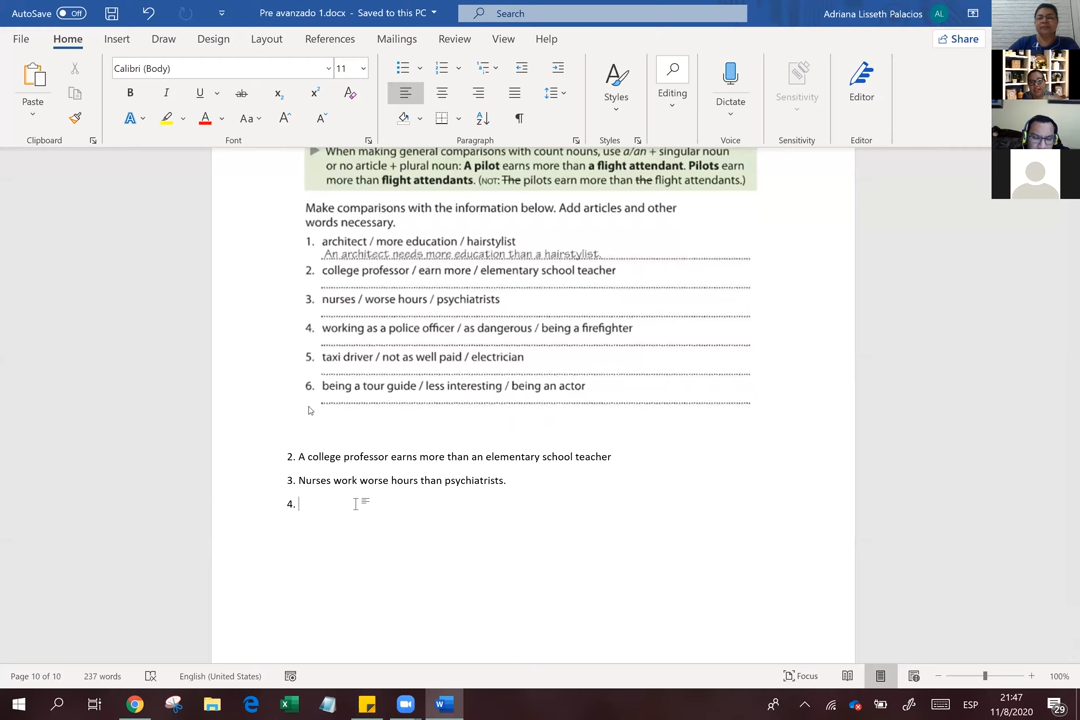 AutoSave Off Pre avanzado 1.docx - Saved to this PC Search Adriana Lisseth Palacios AL
File Home Insert Draw Design Layout References Mailings Review View Help Share
Calibri (Body) 11
Paste Styles Editing Dictate Sensitivity Editor
Clipboard Font Paragraph Styles Voice Sensitivity Editor
When making general comparisons with count nouns, use a/an + singular noun
or no article + plural noun: A pilot earns more than a flight attendant. Pilots earn
more than flight attendants. (NOT: The pilots earn more than the flight attendants.)
Make comparisons with the information below. Add articles and other
words necessary.
1. architect / more education / hairstylist
An architect needs more education than a hairstylist.
2. college professor / earn more / elementary school teacher
3. nurses / worse hours / psychiatrists
4. working as a police officer / as dangerous / being a firefighter
5. taxi driver / not as well paid / electrician
6. being a tour guide / less interesting / being an actor
2. A college professor earns more than an elementary school teacher
3. Nurses work worse hours than psychiatrists.
4.
Page 10 of 10 237 words English (United States) Focus 100%
ESP 21:47
11/8/2020 29